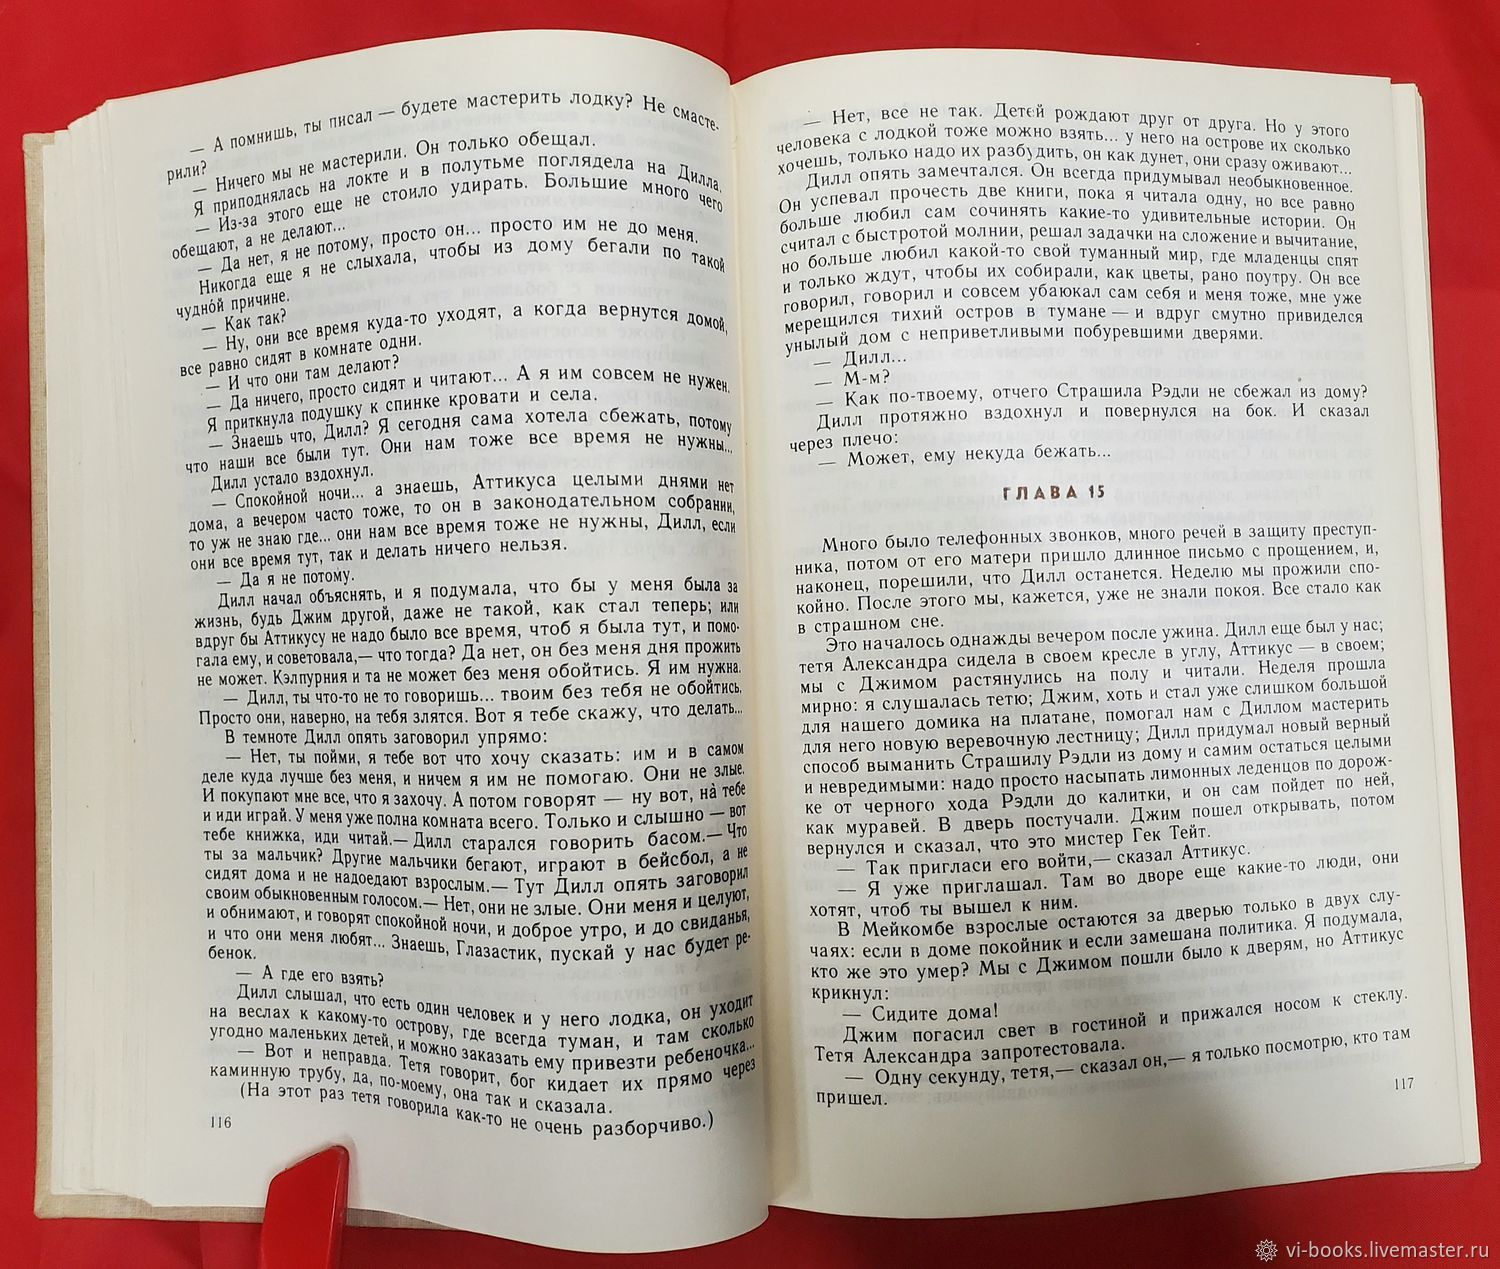 — А помнишь, ты писал — будете мастерить лодку? Не смасте-
рили?
— Ничего мы не мастерили. Он только обещал.
Я приподнялась на локте и в полутьме поглядела на Дилла.
— Из-за этого еще не стоило удирать. Большие много чего
обещают, а не делают...
— Да нет, я не потому, просто он... просто им не до меня.
Никогда еще я не слыхала, чтобы из дому бегали по такой
чуднóй причине.
— Как так?
— Ну, они все время куда-то уходят, а когда вернутся домой,
все равно сидят в комнате одни.
— И что они там делают?
— Да ничего, просто сидят и читают... А я им совсем не нужен.
Я приткнула подушку к спинке кровати и села.
— Знаешь что, Дилл? Я сегодня сама хотела сбежать, потому
что наши все были тут. Они нам тоже все время не нужны...
Дилл устало вздохнул.
— Спокойной ночи... а знаешь, Аттикуса целыми днями нет
дома, а вечером часто тоже, то он в законодательном собрании,
то уж не знаю где... они нам все время тоже не нужны, Дилл, если
они все время тут, так и делать ничего нельзя.
— Да я не потому.
Дилл начал объяснять, и я подумала, что бы у меня была за
жизнь, будь Джим другой, даже не такой, как стал теперь; или
вдруг бы Аттикусу не надо было все время, чтоб я была тут, и помо-
гала ему, и советовала,— что тогда? Да нет, он без меня дня прожить
не может. Кэлпурния и та не может без меня обойтись. Я им нужна.
— Дилл, ты что-то не то говоришь... твоим без тебя не обойтись.
Просто они, наверно, на тебя злятся. Вот я тебе скажу, что делать...
В темноте Дилл опять заговорил упрямо:
— Нет, ты пойми, я тебе вот что хочу сказать: им и в самом
деле куда лучше без меня, и ничем я им не помогаю. Они не злые.
И покупают мне все, что я захочу. А потом говорят — ну вот, на́ тебе
и иди играй. У меня уже полна комната всего. Только и слышно — вот
тебе книжка, иди читай.— Дилл старался говорить басом.— Что
ты за мальчик? Другие мальчики бегают, играют в бейсбол, а не
сидят дома и не надоедают взрослым.— Тут Дилл опять заговорил
своим обыкновенным голосом.— Нет, они не злые. Они меня и целуют,
и обнимают, и говорят спокойной ночи, и доброе утро, и до свиданья,
и что они меня любят... Знаешь, Глазастик, пускай у нас будет ре-
бенок.
— А где его взять?
Дилл слышал, что есть один человек и у него лодка, он уходит
на веслах к какому-то острову, где всегда туман, и там сколько
угодно маленьких детей, и можно заказать ему привезти ребеночка...
— Вот и неправда. Тетя говорит, бог кидает их прямо через
каминную трубу, да, по-моему, она так и сказала.
(На этот раз тетя говорила как-то не очень разборчиво.)
116
— Нет, все не так. Детей рождают друг от друга. Но у этого
человека с лодкой тоже можно взять... у него на острове их сколько
хочешь, только надо их разбудить, он как дунет, они сразу оживают...
Дилл опять замечтался. Он всегда придумывал необыкновенное.
Он успевал прочесть две книги, пока я читала одну, но все равно
больше любил сам сочинять какие-то удивительные истории. Он
считал с быстротой молнии, решал задачки на сложение и вычитание,
но больше любил какой-то свой туманный мир, где младенцы спят
и только ждут, чтобы их собирали, как цветы, рано поутру. Он все
говорил, говорил и совсем убаюкал сам себя и меня тоже, мне уже
мерещился тихий остров в тумане — и вдруг смутно привиделся
унылый дом с неприветливыми побуревшими дверями.
— Дилл...
— М-м?
— Как по-твоему, отчего Страшила Рэдли не сбежал из дому?
Дилл протяжно вздохнул и повернулся на бок. И сказал
через плечо:
— Может, ему некуда бежать...
ГЛАВА 15
Много было телефонных звонков, много речей в защиту преступ-
ника, потом от его матери пришло длинное письмо с прощением, и,
наконец, порешили, что Дилл останется. Неделю мы прожили спо-
койно. После этого мы, кажется, уже не знали покоя. Все стало как
в страшном сне.
Это началось однажды вечером после ужина. Дилл еще был у нас;
тетя Александра сидела в своем кресле в углу, Аттикус — в своем;
мы с Джимом растянулись на полу и читали. Неделя прошла
мирно: я слушалась тетю; Джим, хоть и стал уже слишком большой
для нашего домика на платане, помогал нам с Диллом мастерить
для него новую веревочную лестницу; Дилл придумал новый верный
способ выманить Страшилу Рэдли из дому и самим остаться целыми
и невредимыми: надо просто насыпать лимонных леденцов по дорож-
ке от черного хода Рэдли до калитки, и он сам пойдет по ней,
как муравей. В дверь постучали. Джим пошел открывать, потом
вернулся и сказал, что это мистер Гек Тейт.
— Так пригласи его войти,— сказал Аттикус.
— Я уже приглашал. Там во дворе еще какие-то люди, они
хотят, чтоб ты вышел к ним.
В Мейкомбе взрослые остаются за дверью только в двух слу-
чаях: если в доме покойник и если замешана политика. Я подумала,
кто же это умер? Мы с Джимом пошли было к дверям, но Аттикус
крикнул:
— Сидите дома!
Джим погасил свет в гостиной и прижался носом к стеклу.
Тетя Александра запротестовала.
— Одну секунду, тетя,— сказал он,— я только посмотрю, кто там
пришел.
117
vi-books.livemaster.ru